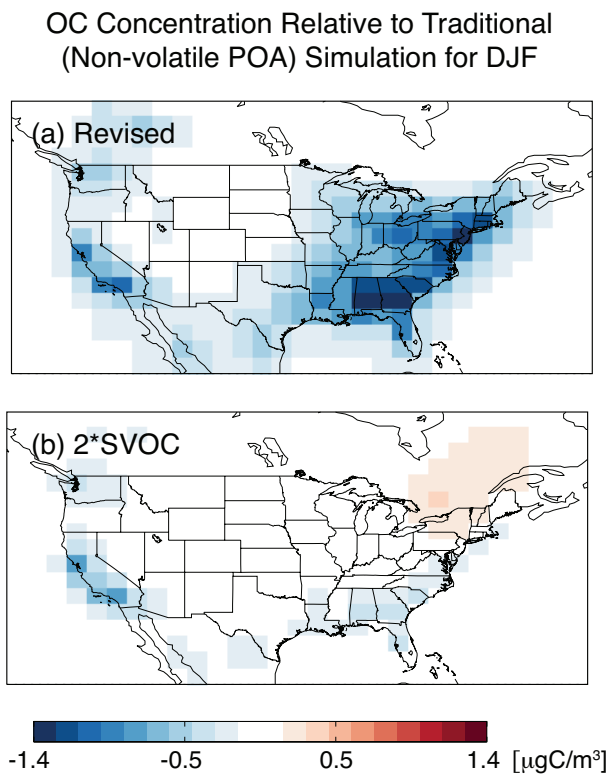 OC Concentration Relative to Traditional
(Non-volatile POA) Simulation for DJF
(a) Revised
(b) 2*SVOC
-1.4 -0.5 0.5 1.4 [μgC/m³]